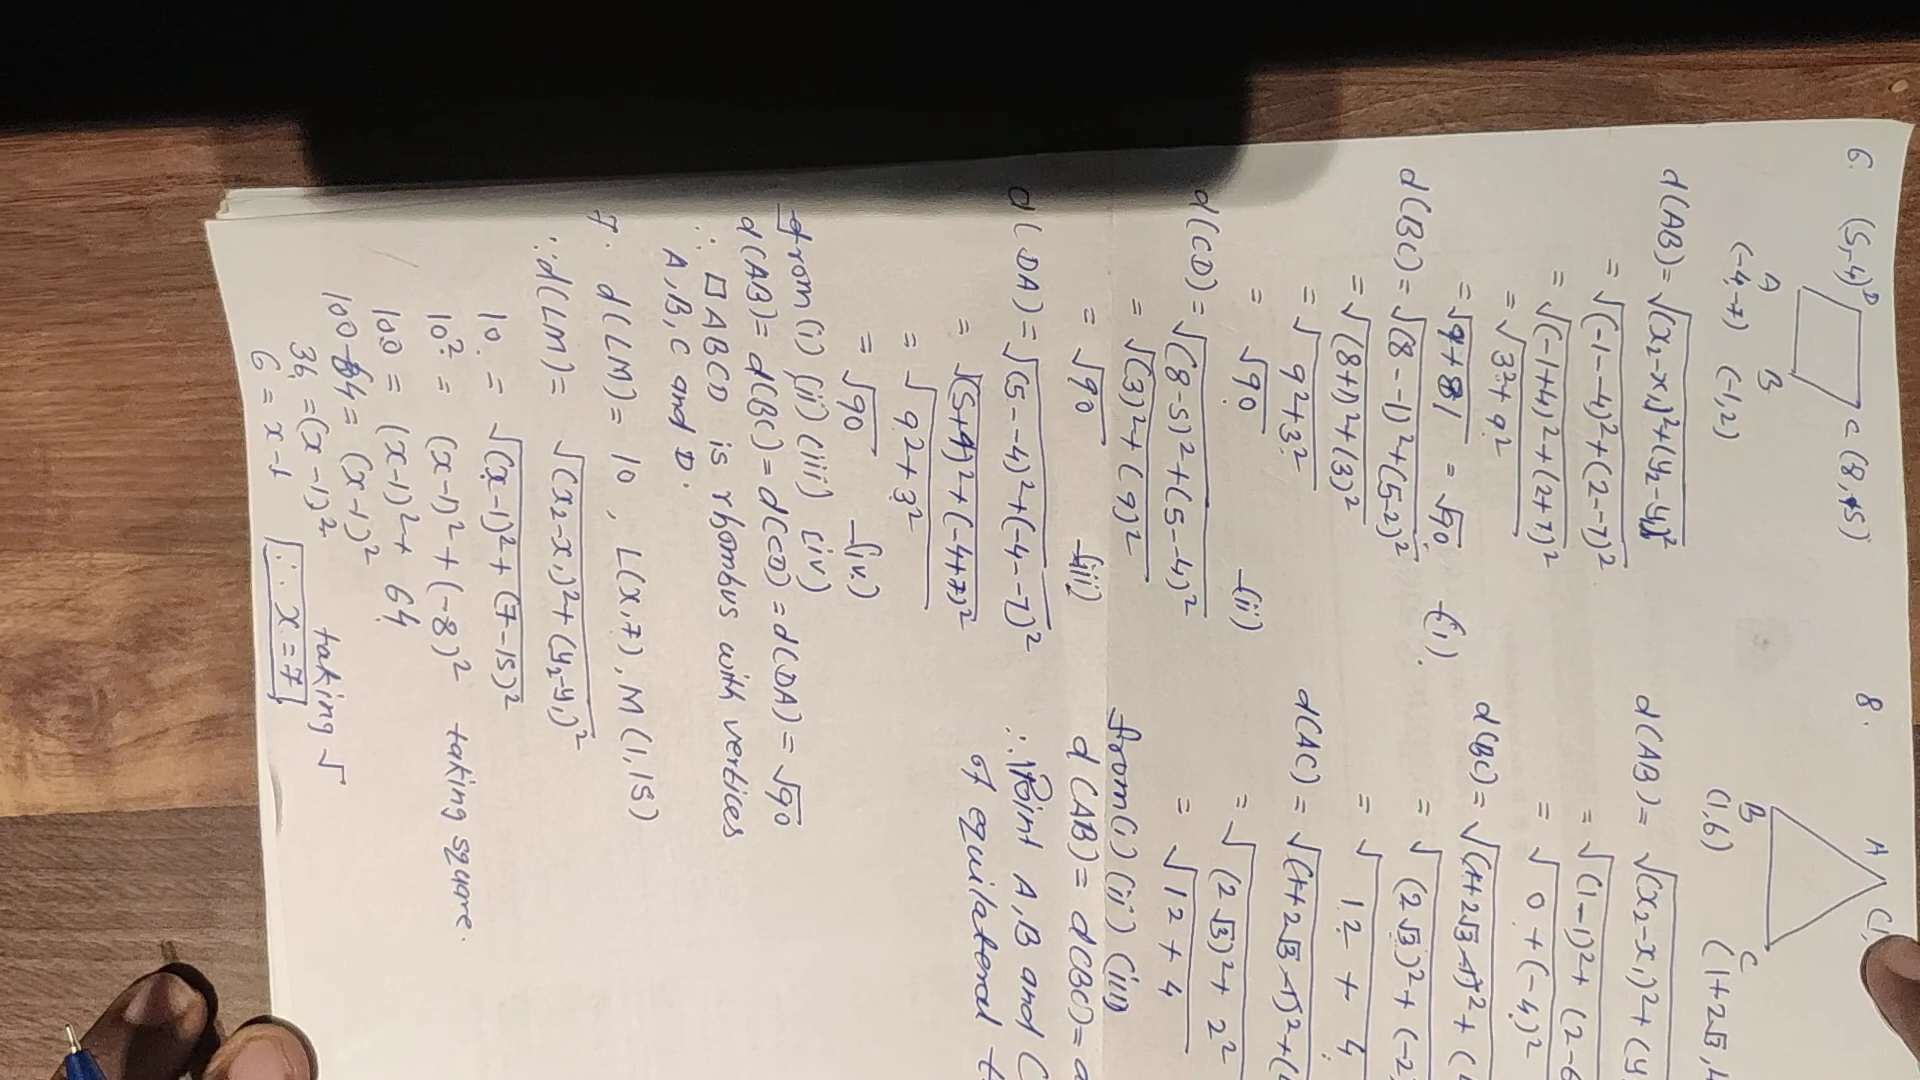 6.
(5,-4) D C (8,5)
A B
(-4,-7) (-1,2)
d(AB) = √(x₂-x₁)²+(y₂-y₁)²
= √(-1--4)²+(2--7)²
= √(-1+4)²+(2+7)²
= √3²+9²
= √9+81 = √90 -(i).
d(BC) = √(8--1)²+(5-2)²
= √(8+1)²+(3)²
= √9²+3²
= √90 -(ii)
d(CD) = √(8-5)²+(5--4)²
= √(3)²+(9)²
= √90 -(iii)
d(DA) = √(5--4)²+(-4--7)²
= √(5+4)²+(-4+7)²
= √9²+3²
= √90 -(iv)
from (i) (ii) (iii) (iv)
d(AB) = d(BC) = d(CD) = d(DA) = √90
∴ □ABCD is rhombus with vertices
A,B,C and D.
7. d(LM) = 10, L(x,7), M(1,15)
∴ d(LM) = √(x₂-x₁)²+(y₂-y₁)²
10 = √(x-1)²+(7-15)²
10² = (x-1)²+(-8)² taking square.
100 = (x-1)²+64
100-64 = (x-1)²
36 = (x-1)² taking √
6 = x-1 ∴ x=7
8. A (1,
B C
(1,6) (1+2√3,4
d(AB) = √(x₂-x₁)²+(y
= √(1-1)²+(2-6
= √0+(-4)²
d(BC) = √(1+2√3-1)²+(
= √(2√3)²+(-2
= √12+4
d(AC) = √(1+2√3-1)²+(4
= √(2√3)²+2²
= √12+4
from (i) (ii) (iii)
d(AB) = d(BC) =
∴ Point A,B and C
of equilateral t